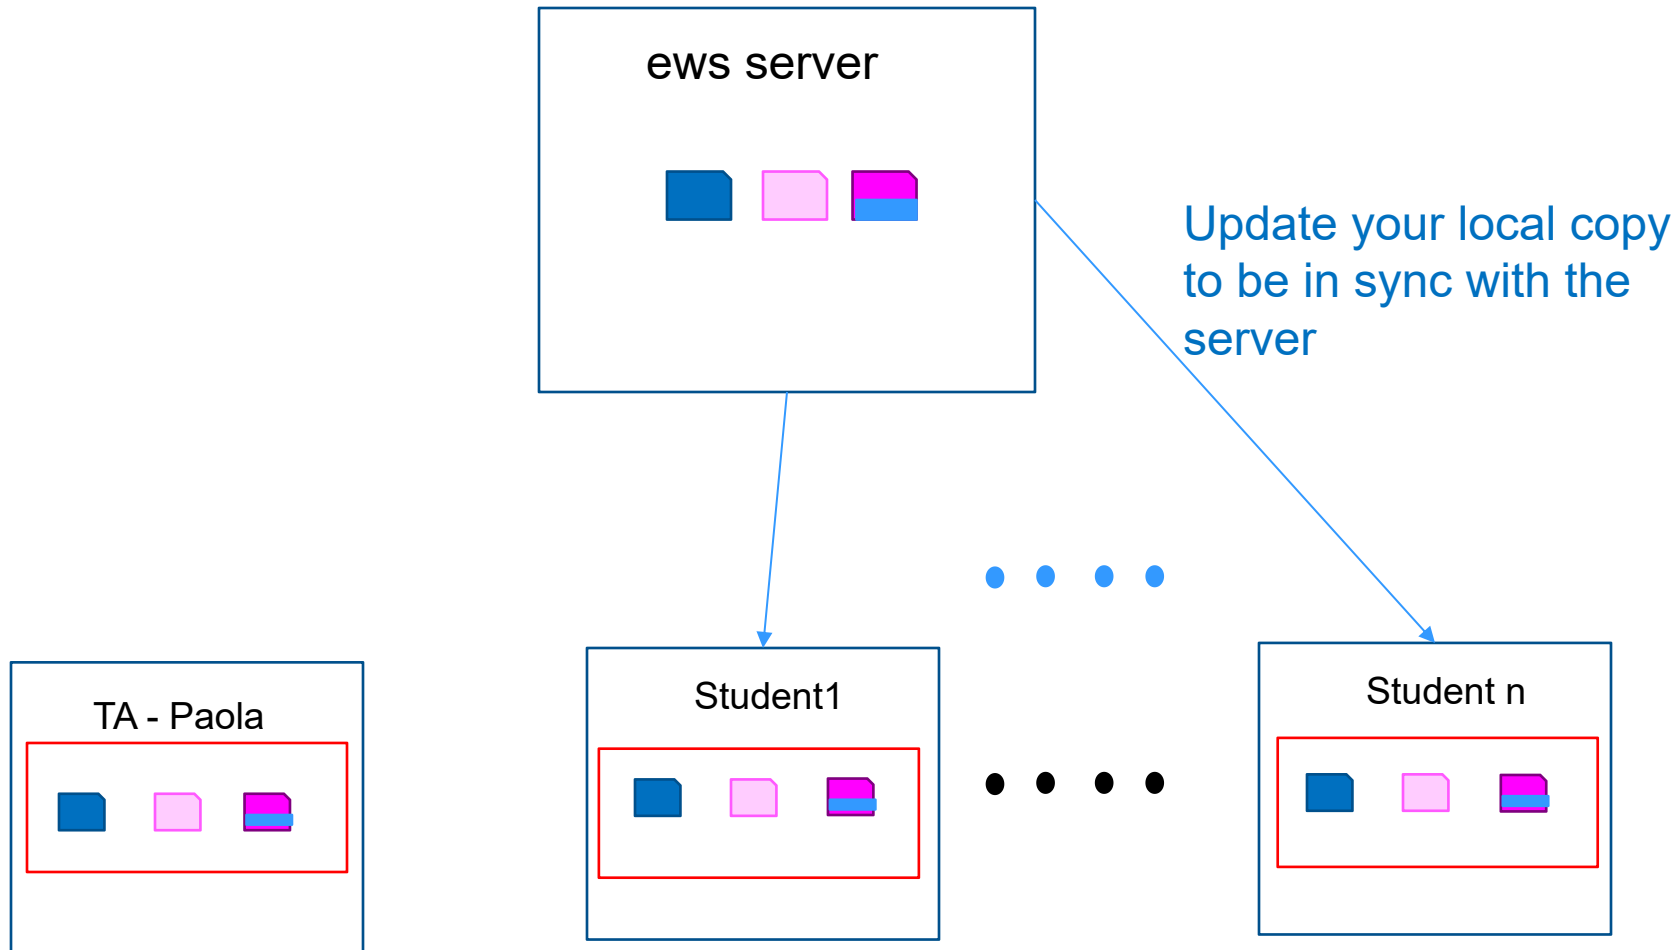 ews server
Update your local copy
to be in sync with the
server
TA - Paola
Student1
Student n